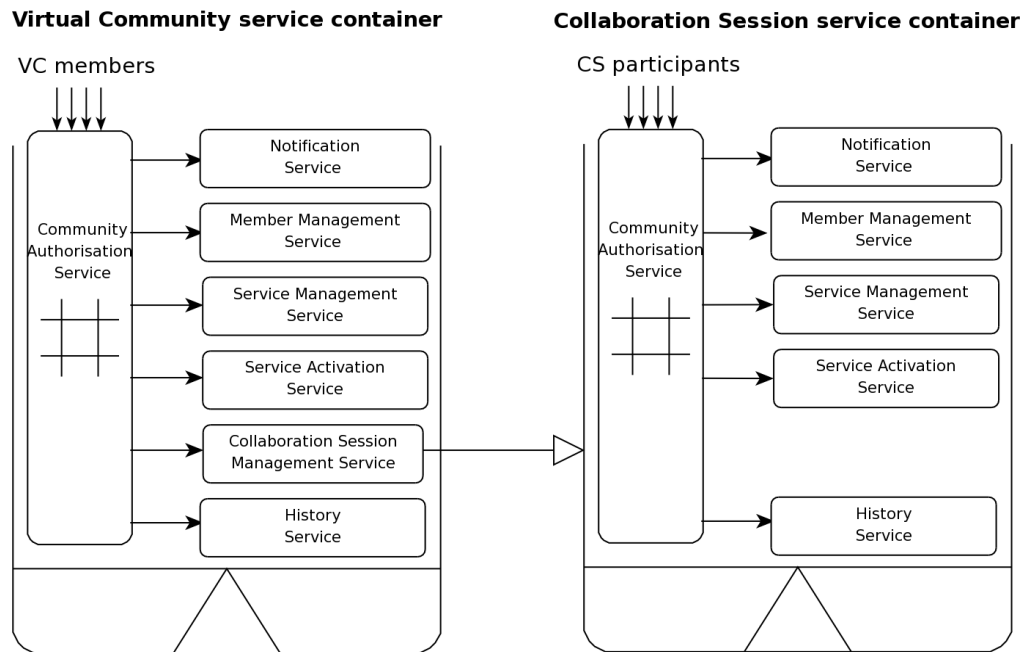 Virtual Community service container
VC members
Community
Authorisation
Service
Notification
Service
Member Management
Service
Service Management
Service
Service Activation
Service
Collaboration Session
Management Service
History
Service
Collaboration Session service container
CS participants
Community
Authorisation
Service
Notification
Service
Member Management
Service
Service Management
Service
Service Activation
Service
History
Service